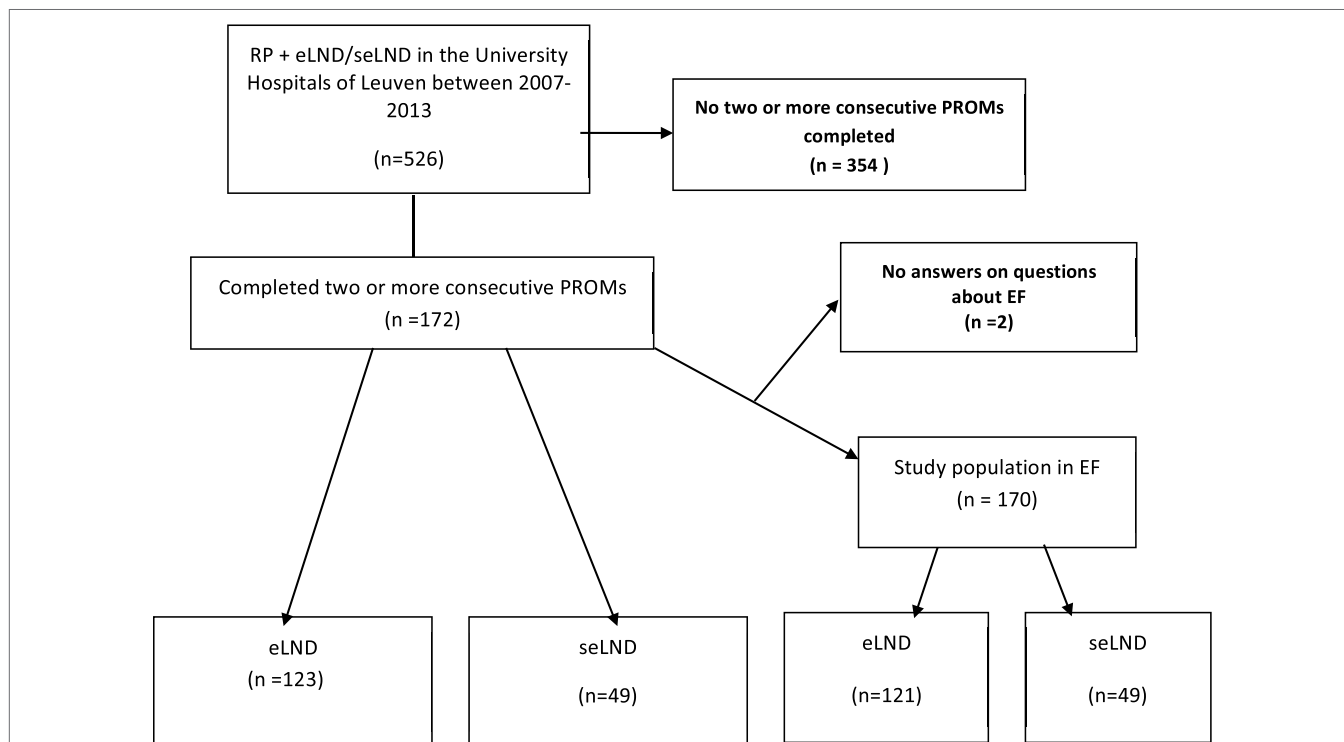 RP + eLND/seLND in the University
Hospitals of Leuven between 2007-
2013
(n=526)
No two or more consecutive PROMs
completed
(n = 354 )
Completed two or more consecutive PROMs
(n =172)
No answers on questions
about EF
(n =2)
Study population in EF
(n = 170)
eLND
(n =123)
seLND
(n=49)
eLND
(n=121)
seLND
(n=49)